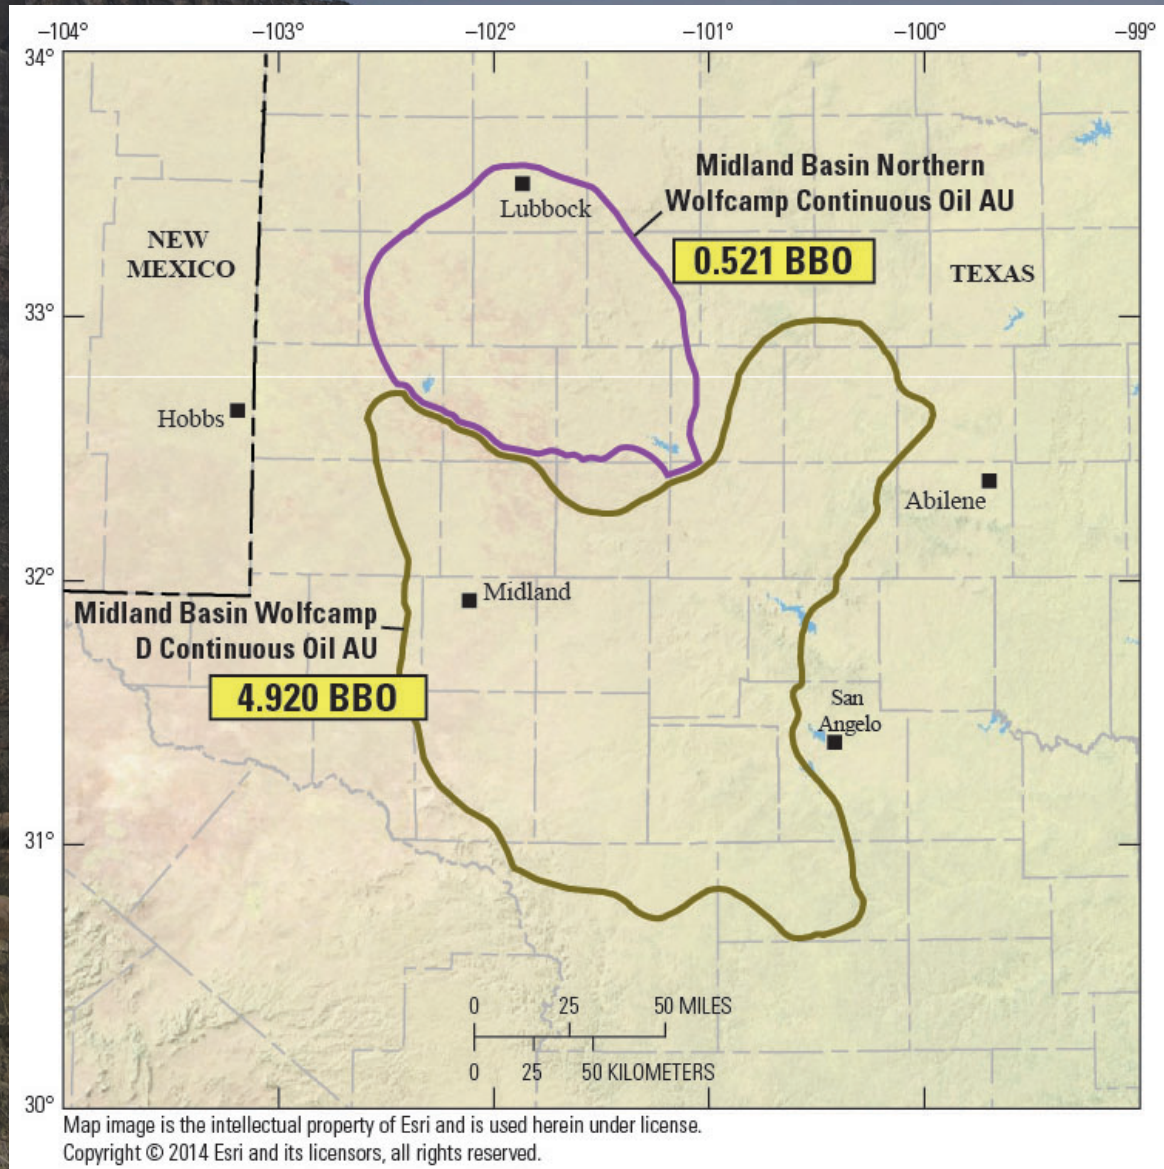 –104°
–103°
–102°
–101°
–100°
–99°
34°
Midland Basin Northern
Wolfcamp Continuous Oil AU
Lubbock
NEW
MEXICO
0.521 BBO
TEXAS
33°
Hobbs
Abilene
32°
Midland
Midland Basin Wolfcamp
D Continuous Oil AU
4.920 BBO
San
Angelo
31°
0 25 50 MILES
0 25 50 KILOMETERS
30°
Map image is the intellectual property of Esri and is used herein under license.
Copyright © 2014 Esri and its licensors, all rights reserved.